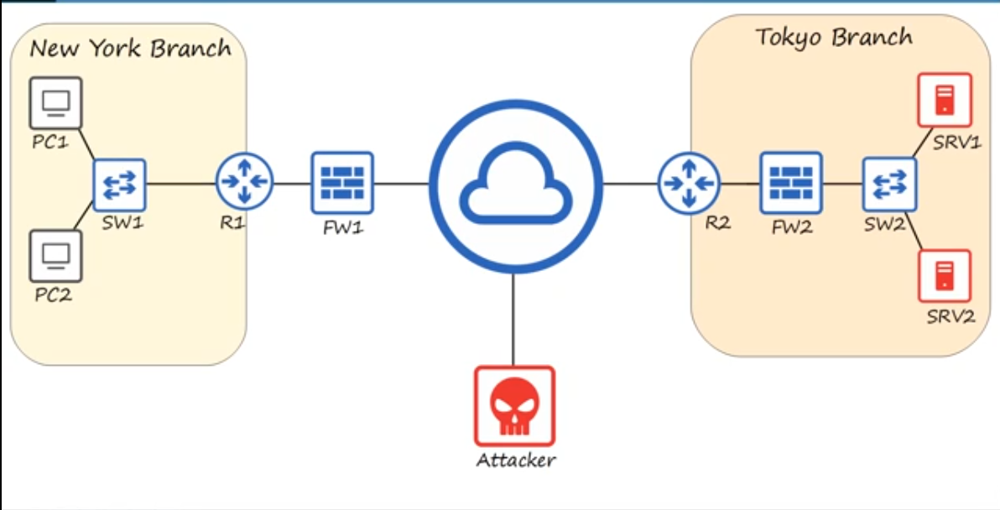 New York Branch
Tokyo Branch
PC1
SRV1
SW1
R1
FW1
R2
FW2
SW2
PC2
SRV2
Attacker